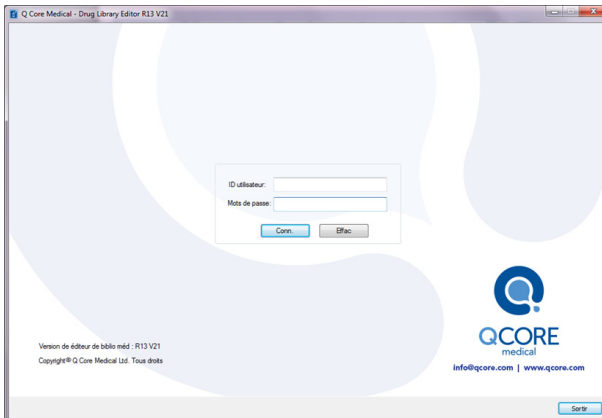 Q Core Medical - Drug Library Editor R13 V21
ID utilisateur:
Mots de passe:
Conn. Effac
QCORE
medical
Version de éditeur de biblio méd : R13 V21
Copyright® Q Core Medical Ltd. Tous droits
info@qcore.com | www.qcore.com
Sortir